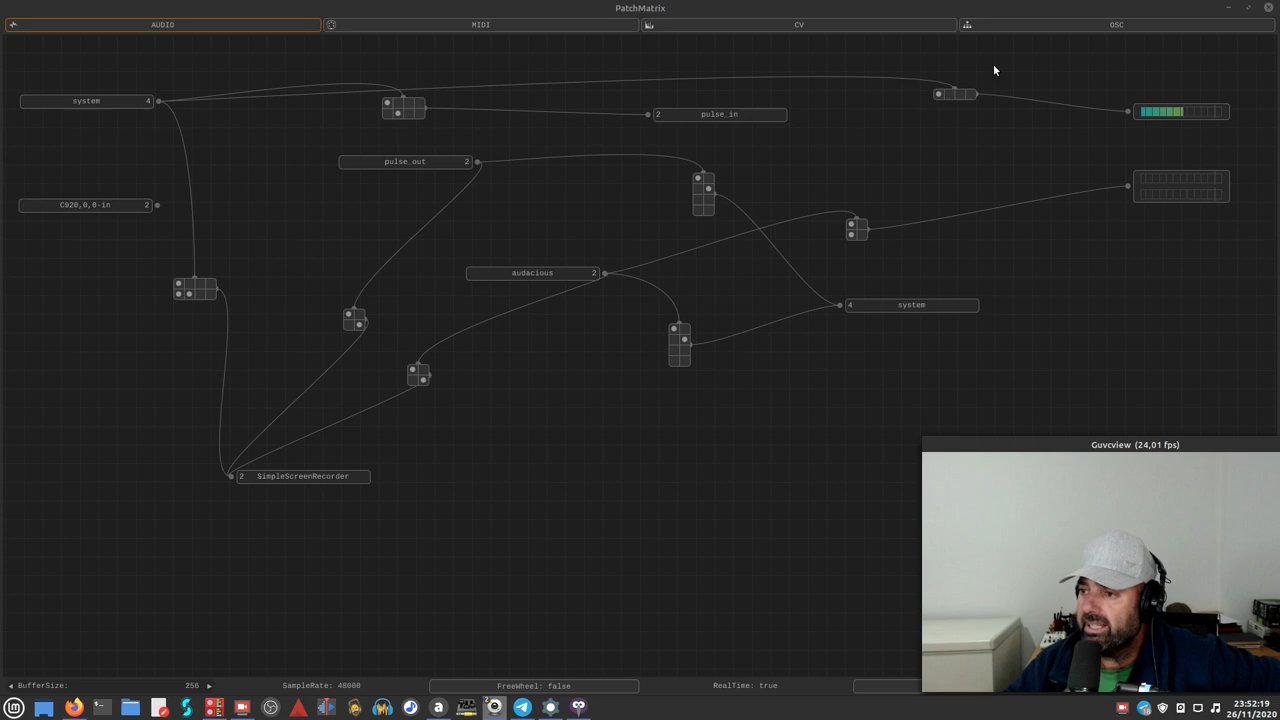 PatchMatrix
AUDIO
MIDI
CV
OSC
system 4
2 pulse_in
pulse_out 2
C920,0,0-in 2
audacious 2
4 system
2 SimpleScreenRecorder
Guvcview (24,01 fps)
BufferSize: 256
SampleRate: 48000
FreeWheel: false
RealTime: true
23:52:19
26/11/2020